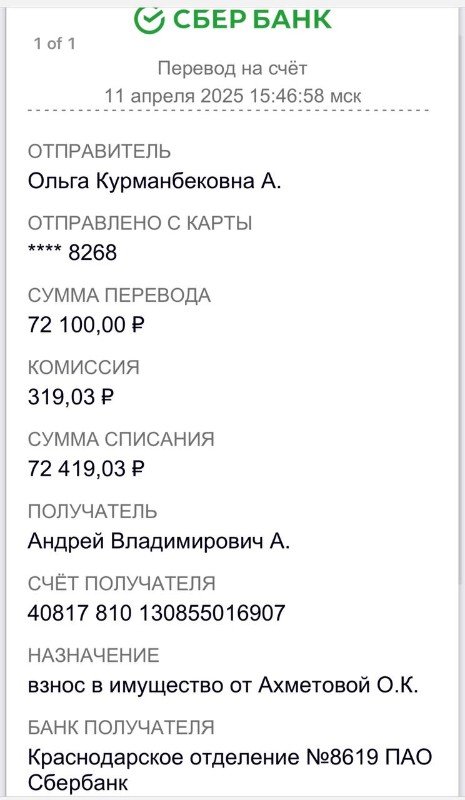 СБЕР БАНК
1 of 1
Перевод на счёт
11 апреля 2025 15:46:58 мск
ОТПРАВИТЕЛЬ
Ольга Курманбековна А.
ОТПРАВЛЕНО С КАРТЫ
**** 8268
СУММА ПЕРЕВОДА
72 100,00 ₽
КОМИССИЯ
319,03 ₽
СУММА СПИСАНИЯ
72 419,03 ₽
ПОЛУЧАТЕЛЬ
Андрей Владимирович А.
СЧЁТ ПОЛУЧАТЕЛЯ
40817 810 130855016907
НАЗНАЧЕНИЕ
взнос в имущество от Ахметовой О.К.
БАНК ПОЛУЧАТЕЛЯ
Краснодарское отделение №8619 ПАО
Сбербанк